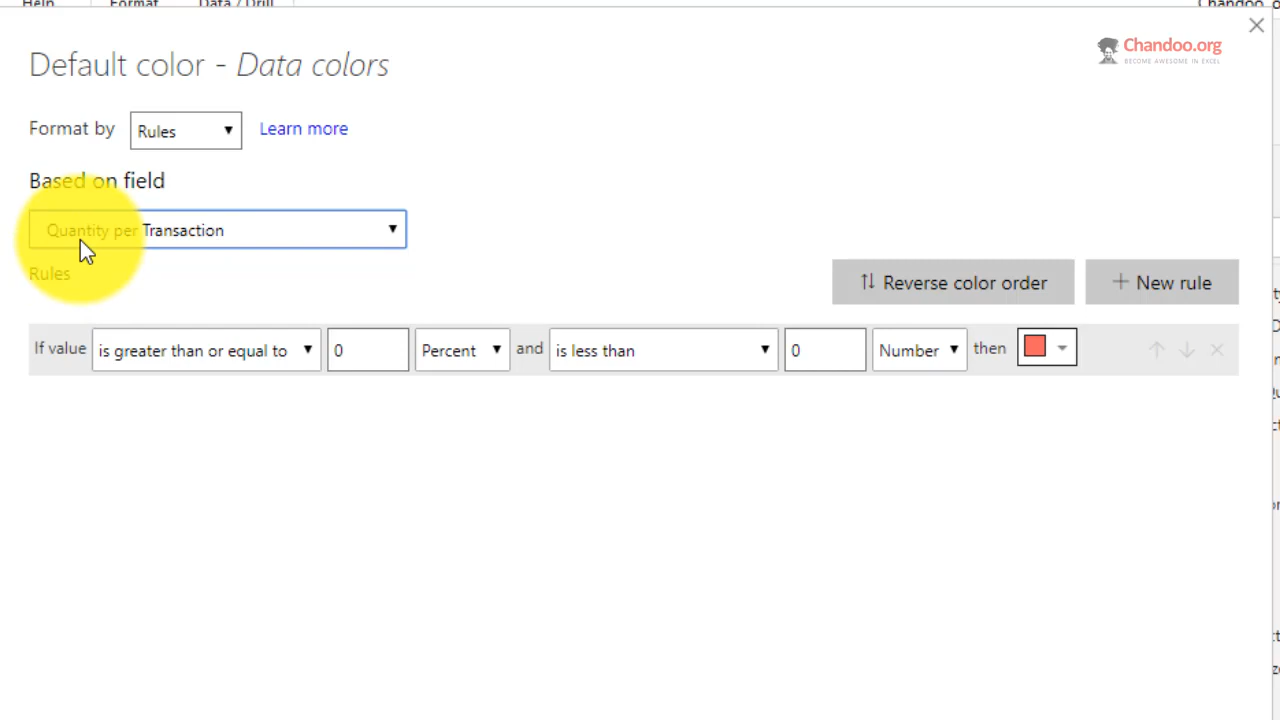 Help Format Data / Drill Chandoo
Chandoo.org
BECOME AWESOME IN EXCEL
Default color - Data colors
Format by Rules Learn more
Based on field
Quantity per Transaction
Rules Reverse color order New rule
If value is greater than or equal to 0 Percent and is less than 0 Number then